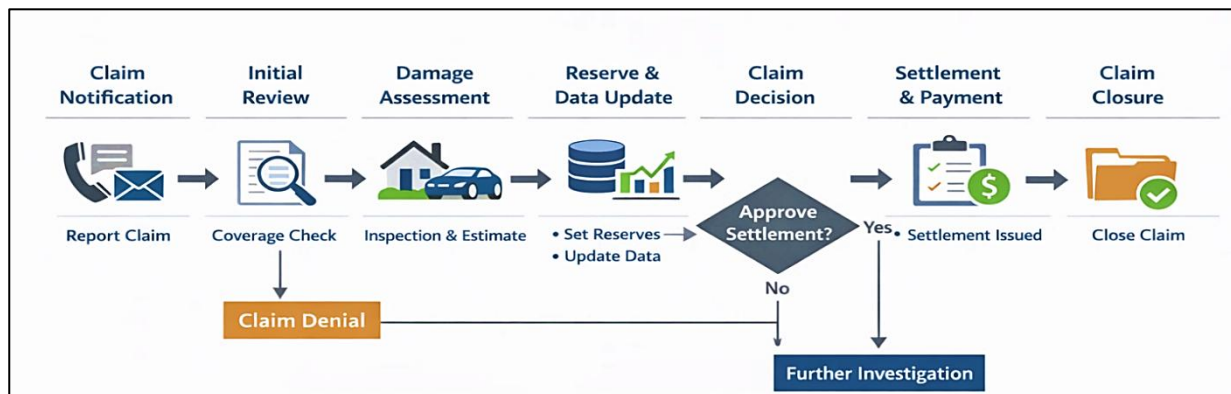 Claim
Notification
Initial
Review
Damage
Assessment
Reserve &
Data Update
Claim
Decision
Settlement
& Payment
Claim
Closure
Report Claim
Coverage Check
Inspection & Estimate
• Set Reserves
• Update Data
Approve
Settlement?
Yes
No
$
• Settlement Issued
Close Claim
Claim Denial
Further Investigation